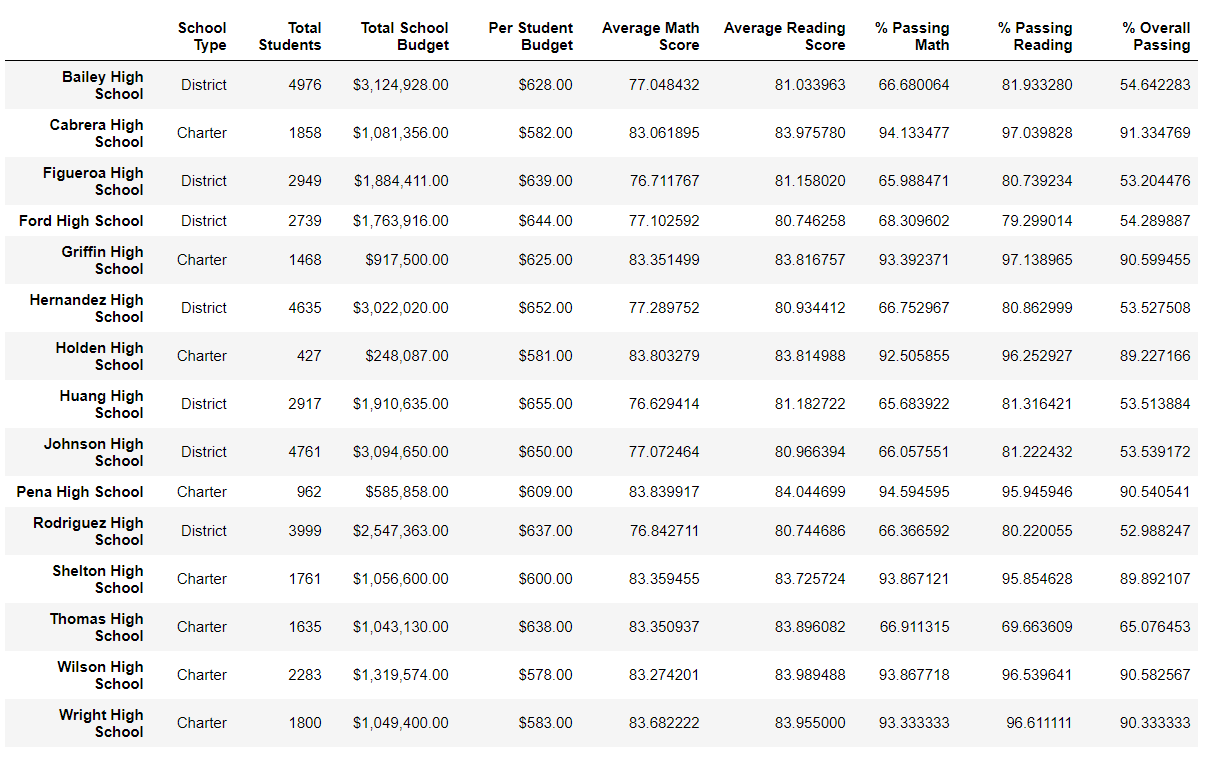 School Type Total Students Total School Budget Per Student Budget Average Math Score Average Reading Score % Passing Math % Passing Reading % Overall Passing
Bailey High School District 4976 $3,124,928.00 $628.00 77.048432 81.033963 66.680064 81.933280 54.642283
Cabrera High School Charter 1858 $1,081,356.00 $582.00 83.061895 83.975780 94.133477 97.039828 91.334769
Figueroa High School District 2949 $1,884,411.00 $639.00 76.711767 81.158020 65.988471 80.739234 53.204476
Ford High School District 2739 $1,763,916.00 $644.00 77.102592 80.746258 68.309602 79.299014 54.289887
Griffin High School Charter 1468 $917,500.00 $625.00 83.351499 83.816757 93.392371 97.138965 90.599455
Hernandez High School District 4635 $3,022,020.00 $652.00 77.289752 80.934412 66.752967 80.862999 53.527508
Holden High School Charter 427 $248,087.00 $581.00 83.803279 83.814988 92.505855 96.252927 89.227166
Huang High School District 2917 $1,910,635.00 $655.00 76.629414 81.182722 65.683922 81.316421 53.513884
Johnson High School District 4761 $3,094,650.00 $650.00 77.072464 80.966394 66.057551 81.222432 53.539172
Pena High School Charter 962 $585,858.00 $609.00 83.839917 84.044699 94.594595 95.945946 90.540541
Rodriguez High School District 3999 $2,547,363.00 $637.00 76.842711 80.744686 66.366592 80.220055 52.988247
Shelton High School Charter 1761 $1,056,600.00 $600.00 83.359455 83.725724 93.867121 95.854628 89.892107
Thomas High School Charter 1635 $1,043,130.00 $638.00 83.350937 83.896082 66.911315 69.663609 65.076453
Wilson High School Charter 2283 $1,319,574.00 $578.00 83.274201 83.989488 93.867718 96.539641 90.582567
Wright High School Charter 1800 $1,049,400.00 $583.00 83.682222 83.955000 93.333333 96.611111 90.333333